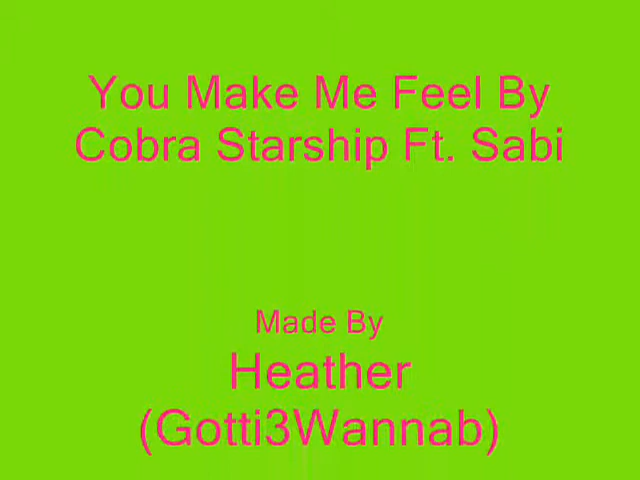 You Make Me Feel By
Cobra Starship Ft. Sabi
Made By
Heather
(Gotti3Wannab)